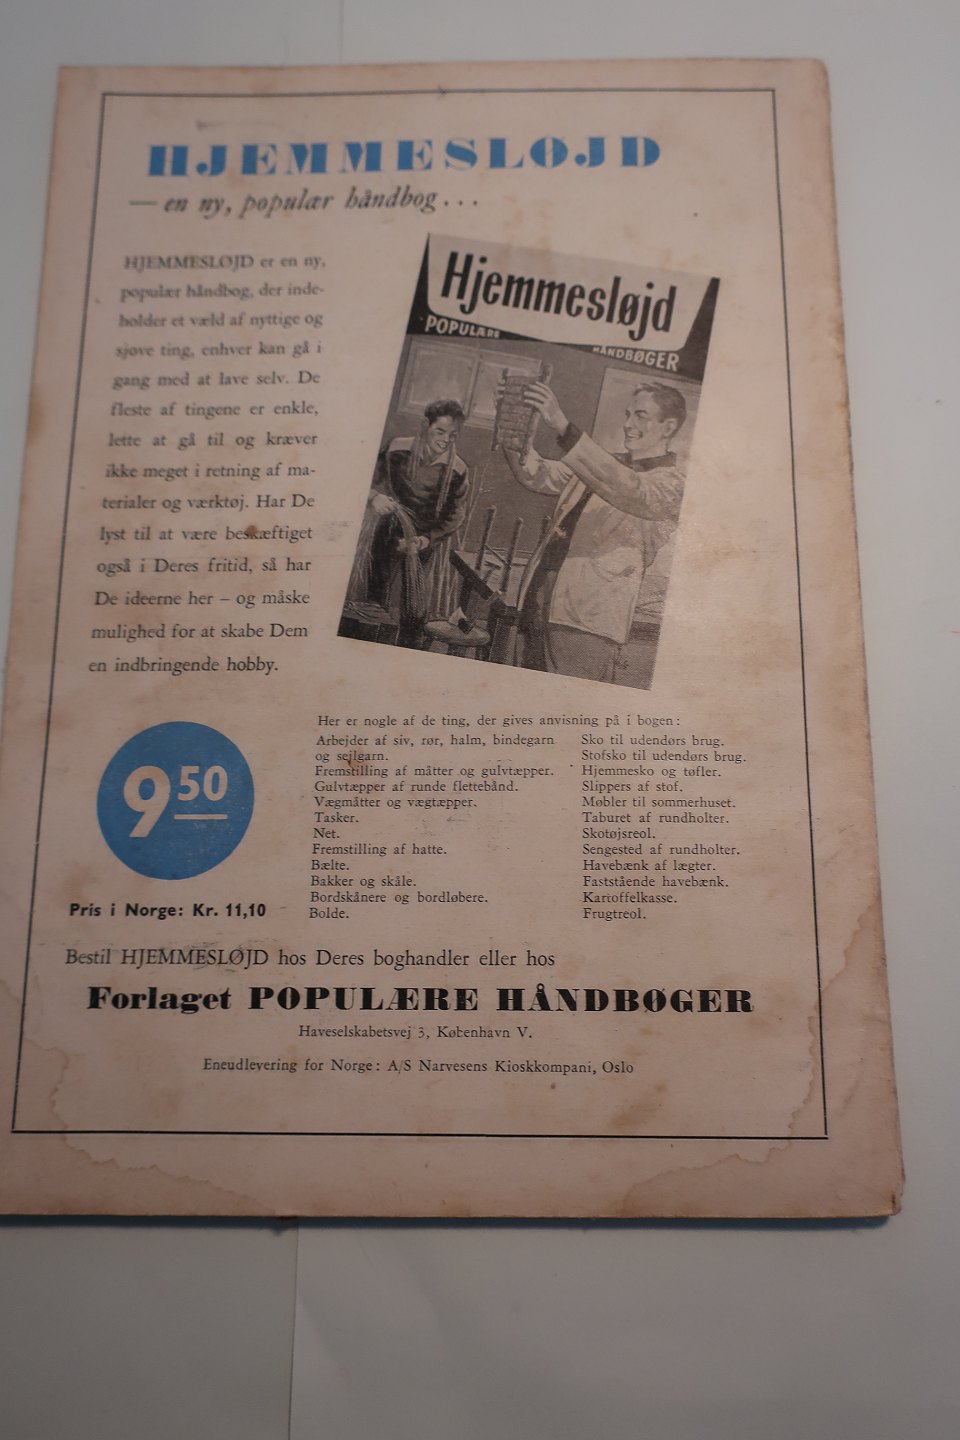 HJEMMESLØJD
— en ny, populær håndbog . . .
HJEMMESLØJD er en ny,
populær håndbog, der inde-
holder et væld af nyttige og
sjove ting, enhver kan gå i
gang med at lave selv. De
fleste af tingene er enkle,
lette at gå til og kræver
ikke meget i retning af ma-
terialer og værktøj. Har De
lyst til at være beskæftiget
også i Deres fritid, så har
De ideerne her – og måske
mulighed for at skabe Dem
en indbringende hobby.
Hjemmesløjd
POPULÆRE HÅNDBØGER
9 50
Pris i Norge: Kr. 11,10
Her er nogle af de ting, der gives anvisning på i bogen:
Arbejder af siv, rør, halm, bindegarn
og sejlgarn.
Fremstilling af måtter og gulvtæpper.
Gulvtæpper af runde flettebånd.
Vægmåtter og vægtæpper.
Tasker.
Net.
Fremstilling af hatte.
Bælte.
Bakker og skåle.
Bordskånere og bordløbere.
Bolde.
Sko til udendørs brug.
Stofsko til udendørs brug.
Hjemmesko og tøfler.
Slippers af stof.
Møbler til sommerhuset.
Taburet af rundholter.
Skotøjsreol.
Sengested af rundholter.
Havebænk af lægter.
Faststående havebænk.
Kartoffelkasse.
Frugtreol.
Bestil HJEMMESLØJD hos Deres boghandler eller hos
Forlaget POPULÆRE HÅNDBØGER
Haveselskabetsvej 3, København V.
Eneudlevering for Norge: A/S Narvesens Kioskkompani, Oslo